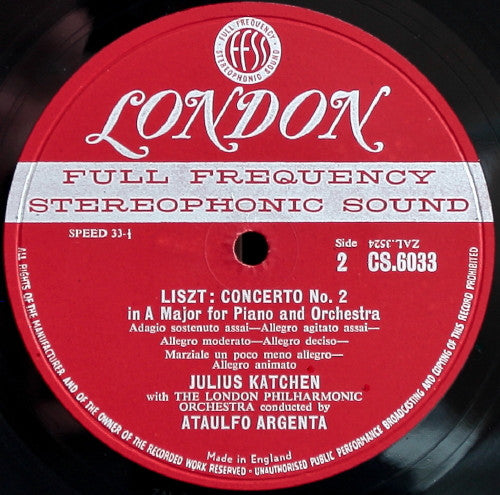 FULL FREQUENCY
FFSS
STEREOPHONIC SOUND
LONDON
FULL FREQUENCY
STEREOPHONIC SOUND
SPEED 33-⅓
Side
2
ZAL.3524
CS.6033
LISZT: CONCERTO No. 2
in A Major for Piano and Orchestra
Adagio sostenuto assai—Allegro agitato assai—
Allegro moderato—Allegro deciso—
Marziale un poco meno allegro—
Allegro animato
JULIUS KATCHEN
with THE LONDON PHILHARMONIC
ORCHESTRA conducted by
ATAULFO ARGENTA
Made in England
ALL RIGHTS OF THE MANUFACTURER AND OF THE OWNER OF THE RECORDED WORK RESERVED - UNAUTHORISED PUBLIC PERFORMANCE BROADCASTING AND COPYING OF THIS RECORD PROHIBITED